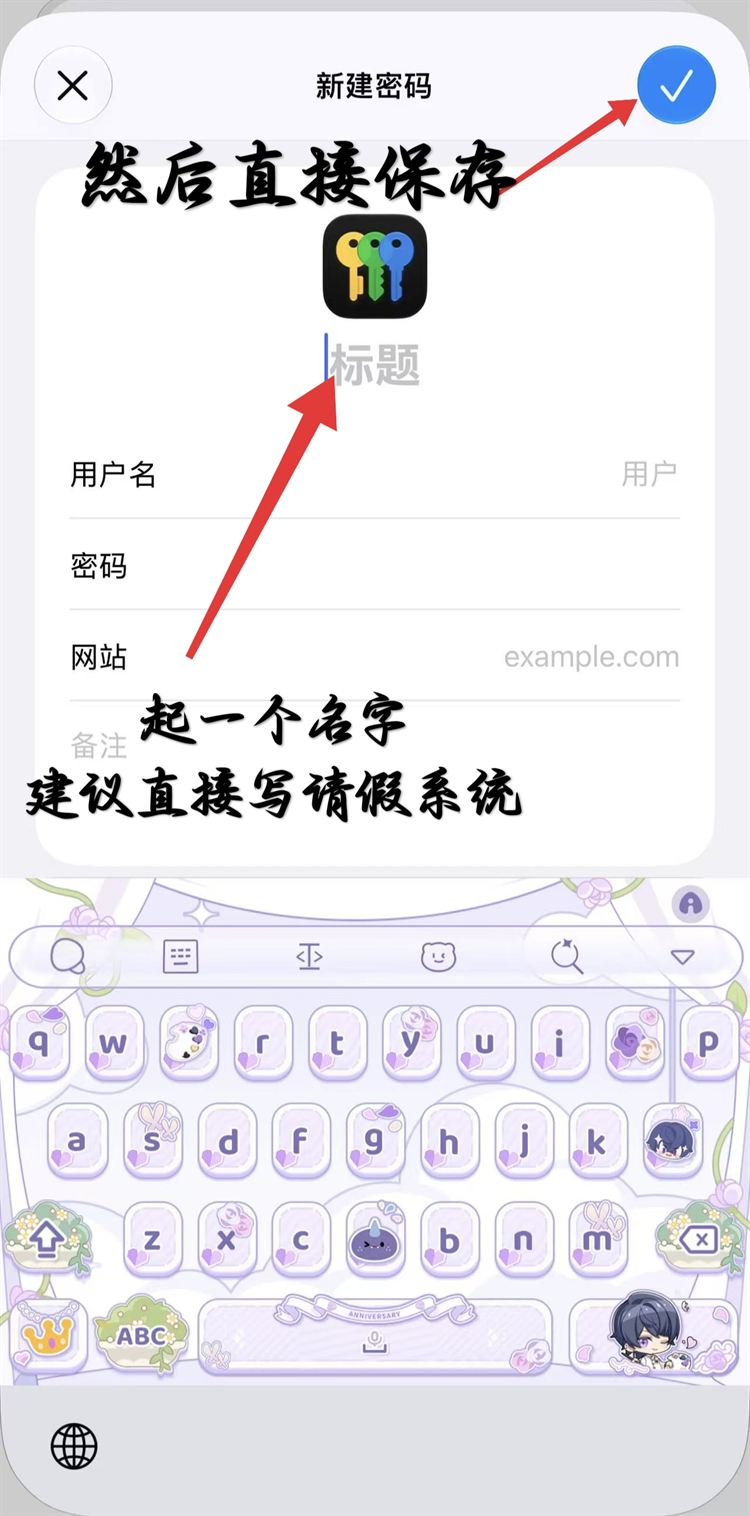 新建密码
然后直接保存
标题
用户名 用户
密码
网站 example.com
起一个名字
备注
建议直接写请假系统
q w r t y u i p
a s d f g h j k
z x c b n m
ABC ANNIVERSARY